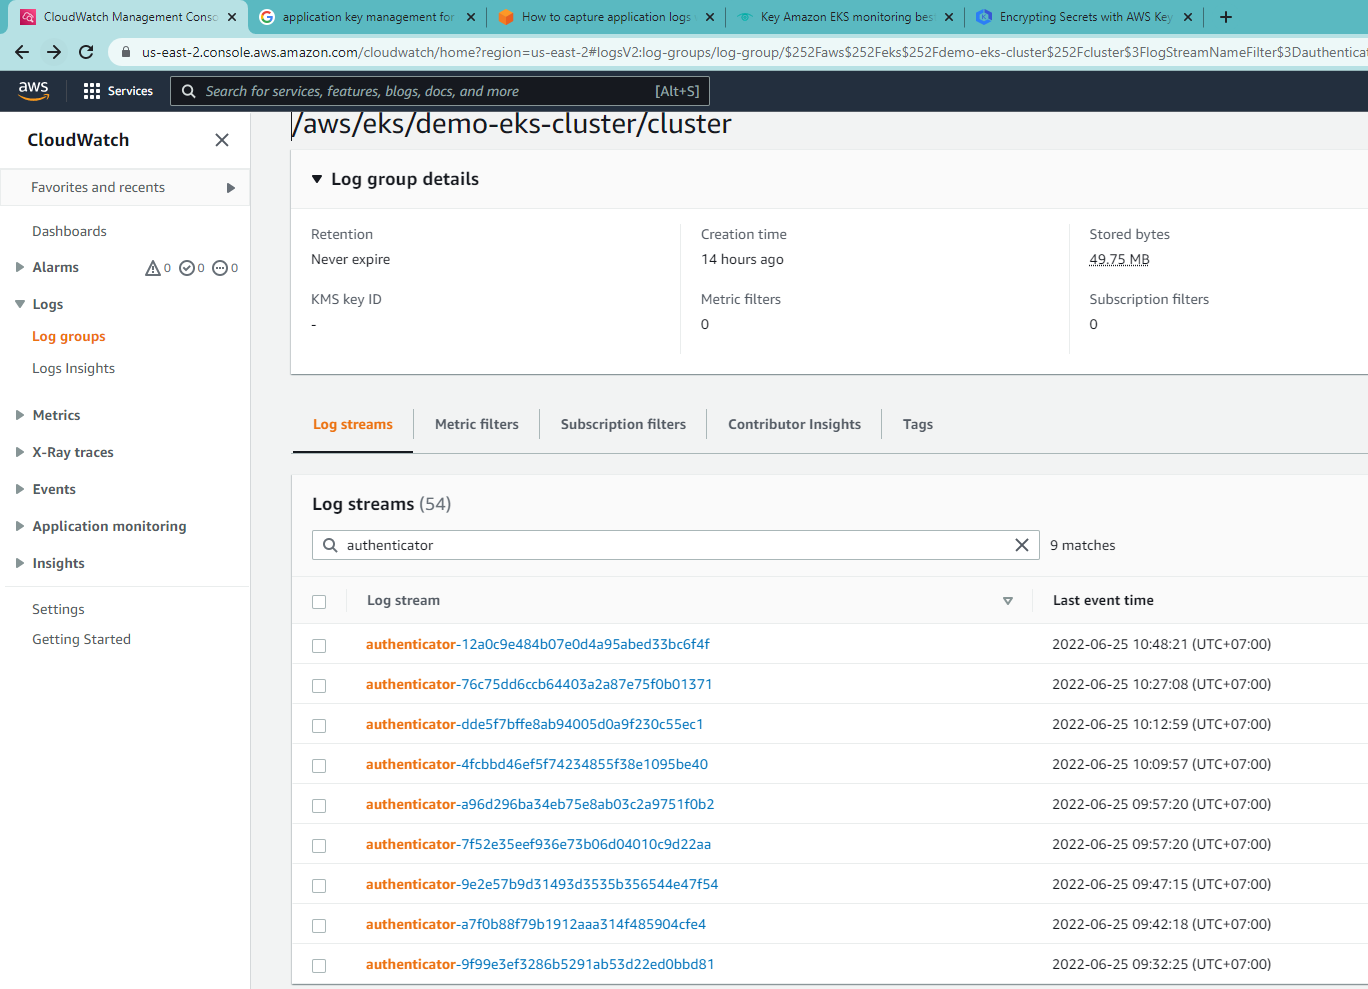 CloudWatch Management Conso
application key management for
How to capture application logs
Key Amazon EKS monitoring bes
Encrypting Secrets with AWS Key
us-east-2.console.aws.amazon.com/cloudwatch/home?region=us-east-2#logsV2:log-groups/log-group/$252Faws$252Feks$252Fdemo-eks-cluster$252Fcluster$3FlogStreamNameFilter$3Dauthentica
aws
Services
Search for services, features, blogs, docs, and more
[Alt+S]
CloudWatch
Favorites and recents
Dashboards
Alarms
0
0
0
Logs
Log groups
Logs Insights
Metrics
X-Ray traces
Events
Application monitoring
Insights
Settings
Getting Started
/aws/eks/demo-eks-cluster/cluster
Log group details
Retention
Never expire
KMS key ID
-
Creation time
14 hours ago
Metric filters
0
Stored bytes
49.75 MB
Subscription filters
0
Log streams
Metric filters
Subscription filters
Contributor Insights
Tags
Log streams (54)
authenticator
9 matches
Log stream
Last event time
authenticator-12a0c9e484b07e0d4a95abed33bc6f4f
2022-06-25 10:48:21 (UTC+07:00)
authenticator-76c75dd6ccb64403a2a87e75f0b01371
2022-06-25 10:27:08 (UTC+07:00)
authenticator-dde5f7bffe8ab94005d0a9f230c55ec1
2022-06-25 10:12:59 (UTC+07:00)
authenticator-4fcbbd46ef5f74234855f38e1095be40
2022-06-25 10:09:57 (UTC+07:00)
authenticator-a96d296ba34eb75e8ab03c2a9751f0b2
2022-06-25 09:57:20 (UTC+07:00)
authenticator-7f52e35eef936e73b06d04010c9d22aa
2022-06-25 09:57:20 (UTC+07:00)
authenticator-9e2e57b9d31493d3535b356544e47f54
2022-06-25 09:47:15 (UTC+07:00)
authenticator-a7f0b88f79b1912aaa314f485904cfe4
2022-06-25 09:42:18 (UTC+07:00)
authenticator-9f99e3ef3286b5291ab53d22ed0bbd81
2022-06-25 09:32:25 (UTC+07:00)